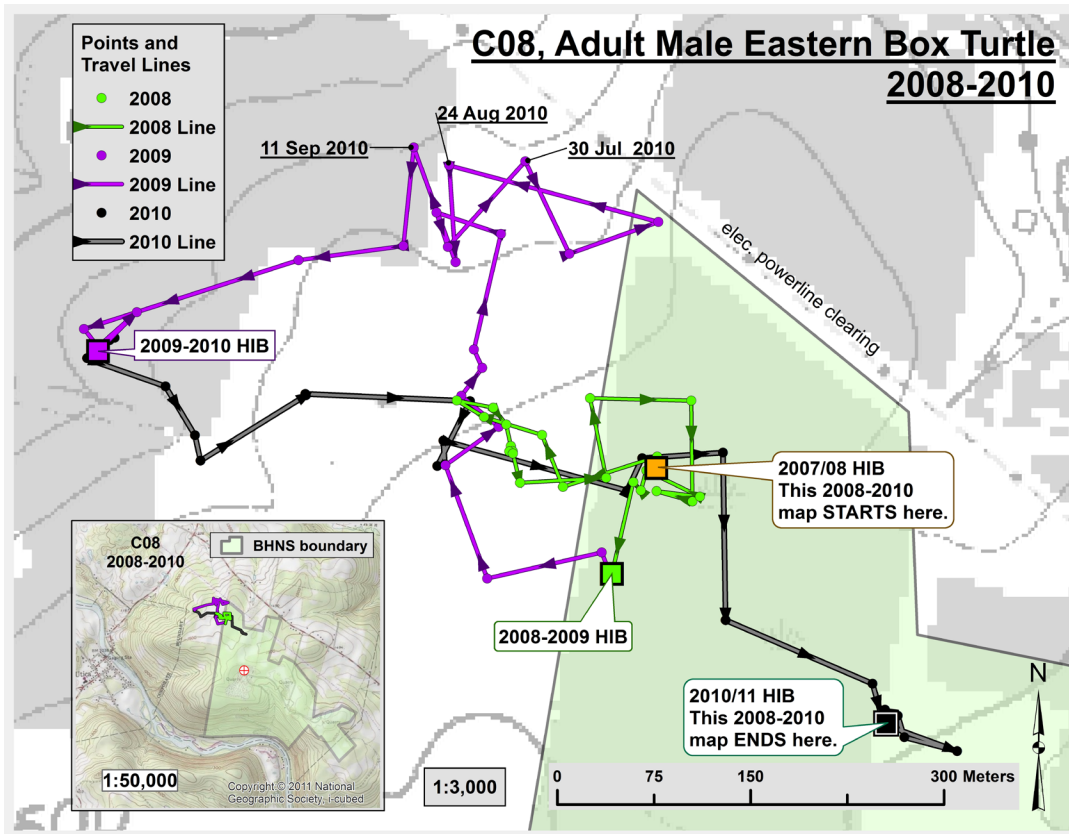 C08, Adult Male Eastern Box Turtle
2008-2010
Points and
Travel Lines
2008
2008 Line
2009
2009 Line
2010
2010 Line
24 Aug 2010
11 Sep 2010
30 Jul 2010
elec. powerline clearing
2009-2010 HIB
2007/08 HIB
This 2008-2010
map STARTS here.
2008-2009 HIB
2010/11 HIB
This 2008-2010
map ENDS here.
C08
2008-2010
BHNS boundary
1:50,000
Copyright:© 2011 National
Geographic Society, i-cubed
1:3,000
0 75 150 300 Meters
N